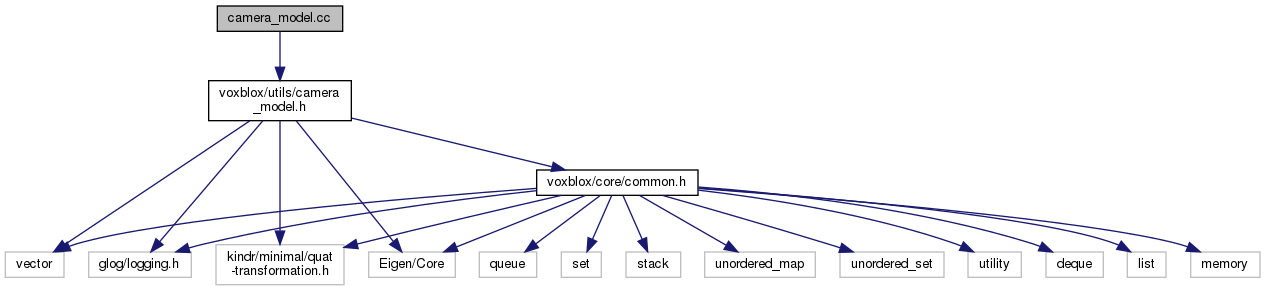 camera_model.cc
voxblox/utils/camera
_model.h
voxblox/core/common.h
vector
glog/logging.h
kindr/minimal/quat
-transformation.h
Eigen/Core
queue
set
stack
unordered_map
unordered_set
utility
deque
list
memory